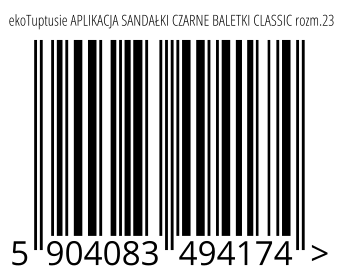 ekoTuptusie APLIKACJA SANDAŁKI CZARNE BALETKI CLASSIC rozm.23
5 904083 494174 >